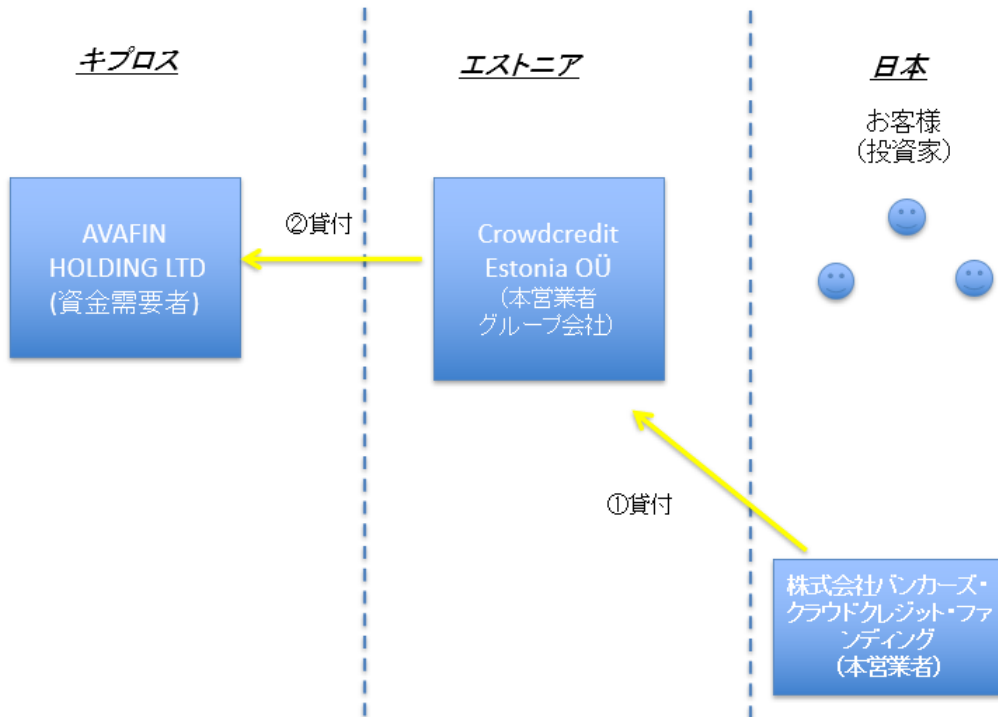 キプロス
エストニア
日本
お客様
(投資家)
AVAFIN
HOLDING LTD
(資金需要者)
②貸付
Crowdcredit
Estonia OÜ
(本営業者
グループ会社)
①貸付
株式会社バンカーズ・
クラウドクレジット・ファ
ンディング
(本営業者)